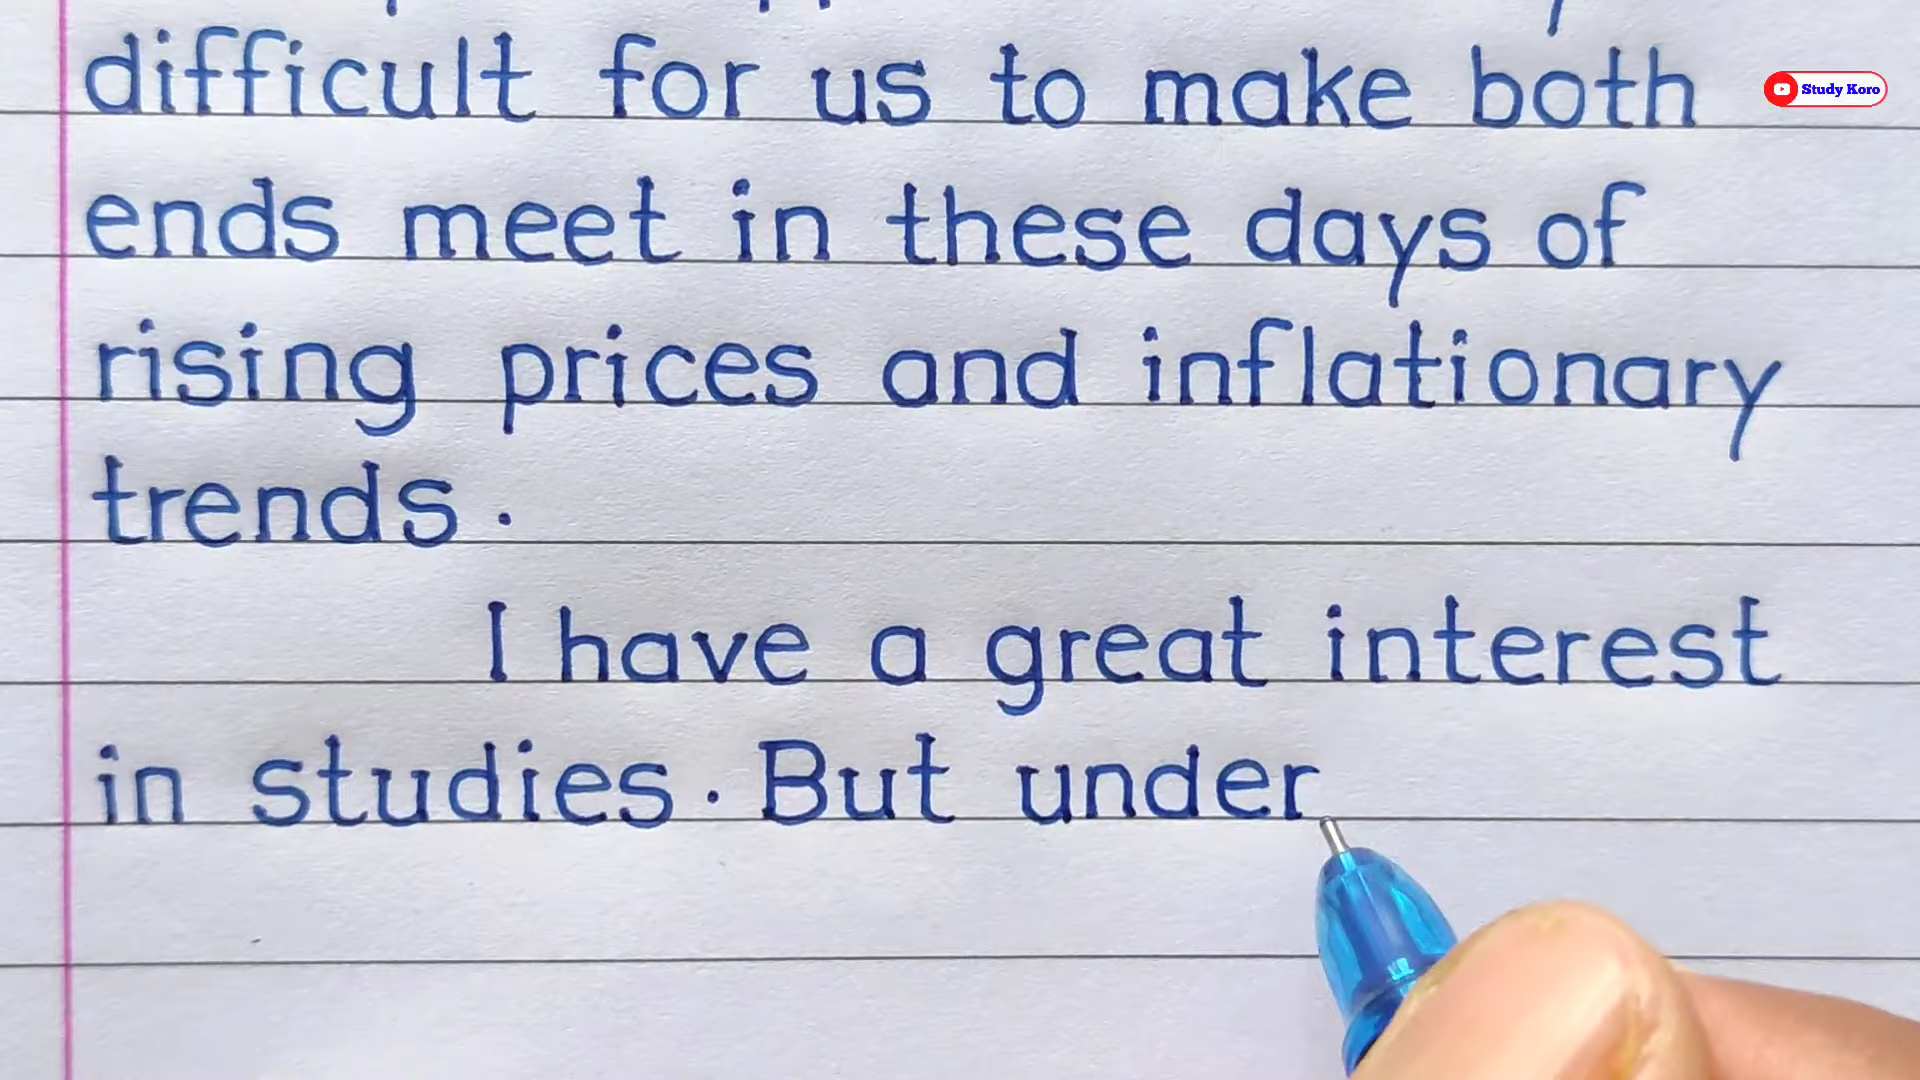 difficult for us to make both
Study Koro
ends meet in these days of
rising prices and inflationary
trends.
I have a great interest
in studies. But under